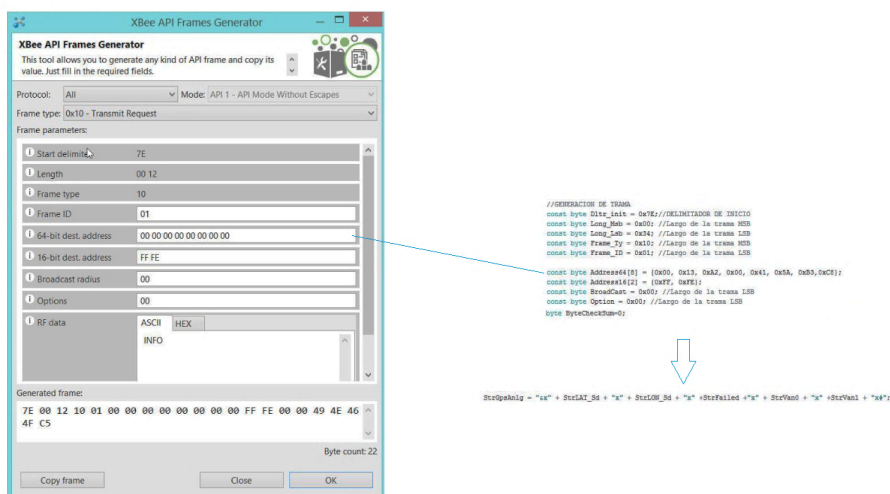 XBee API Frames Generator
XBee API Frames Generator
This tool allows you to generate any kind of API frame and copy its
value. Just fill in the required fields.
Protocol: All Mode: API 1 - API Mode Without Escapes
Frame type: 0x10 - Transmit Request
Frame parameters:
Start delimiter 7E
Length 00 12
Frame type 10
Frame ID 01
64-bit dest. address 00 00 00 00 00 00 00 00
16-bit dest. address FF FE
Broadcast radius 00
Options 00
RF data ASCII HEX
INFO
Generated frame:
7E 00 12 10 01 00 00 00 00 00 00 00 00 FF FE 00 00 49 4E 46
4F C5
Byte count: 22
Copy frame Close OK
//GENERACION DE TRAMA
const byte Dltr_init = 0x7E;//DELIMITADOR DE INICIO
const byte Long_Msb = 0x00; //Largo de la trama MSB
const byte Long_Lsb = 0x34; //Largo de la trama LSB
const byte Frame_Ty = 0x10; //Largo de la trama MSB
const byte Frame_ID = 0x01; //Largo de la trama LSB
const byte Address64[8] = {0x00, 0x13, 0xA2, 0x00, 0x41, 0x5A, 0xB3,0xC8};
const byte Address16[2] = {0xFF, 0xFE};
const byte BroadCast = 0x00; //Largo de la trama LSB
const byte Option = 0x00; //Largo de la trama LSB
byte ByteCheckSum=0;
StrGpsAnlg = "&x" + StrLAT_Sd + "x" + StrLON_Sd + "x" +StrFailed +"x" + StrVan0 + "x" +StrVan1 + "x#";